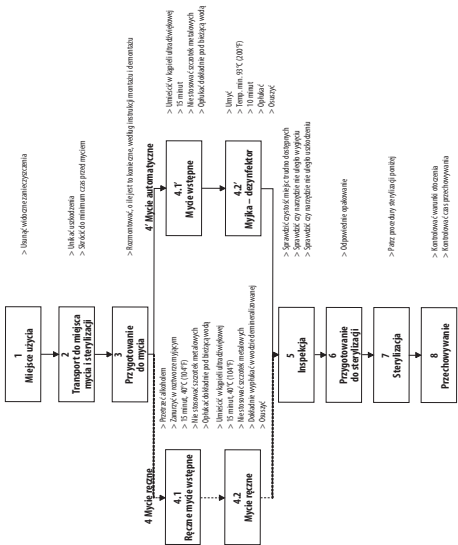 1
Miejsce użycia
> Usunąć widoczne zanieczyszczenia
2
Transport do miejsca
mycia i sterylizacji
> Unikać uszkodzenia
> Skrócić do minimum czas przed myciem
3
Przygotowanie
do mycia
> Rozmontować, o ile jest to konieczne, według instrukcji montażu i demontażu
4 Mycie ręczne
4.1
Ręczne myde wstępne
> Przetrzeć alkoholem
> Zanurzyć w roztworze myjącym
> 15 minut, 40°C (104°F)
> Nie stosować szczotek metalowych
> Opłukać dokładnie pod bieżącą wodą
4.2
Mycie ręczne
> Umieścić w kąpieli ultradźwiękowej
> 15 minut, 40°C (104°F)
> Nie stosować szczotek metalowych
> Dokładnie wypłukać w wodzie demineralizowanej
> Osuszyć
4' Mycie automatyczne
4.1'
Myde wstępne
> Umieścić w kąpieli ultradźwiękowej
> 15 minut
> Nie stosować szczotek metalowych
> Opłukać dokładnie pod bieżącą wodą
4.2'
Myjka – dezynfektor
> Umyć
> Temp. min. 93°C (200°F)
> 10 minut
> Opłukać
> Osuszyć
5
Inspekcja
> Sprawdzić czystość miejsc trudno dostępnych
> Sprawdzić czy narzędzie nie uległo wygięciu
> Sprawdzić czy narzędzie nie uległo uszkodzeniu
6
Przygotowanie
do sterylizacji
> Odpowiednie opakowanie
7
Sterylizacja
> Patrz procedury sterylizacji poniżej
8
Przechowywanie
> Kontrolować warunki otoczenia
> Kontrolować czas przechowywania